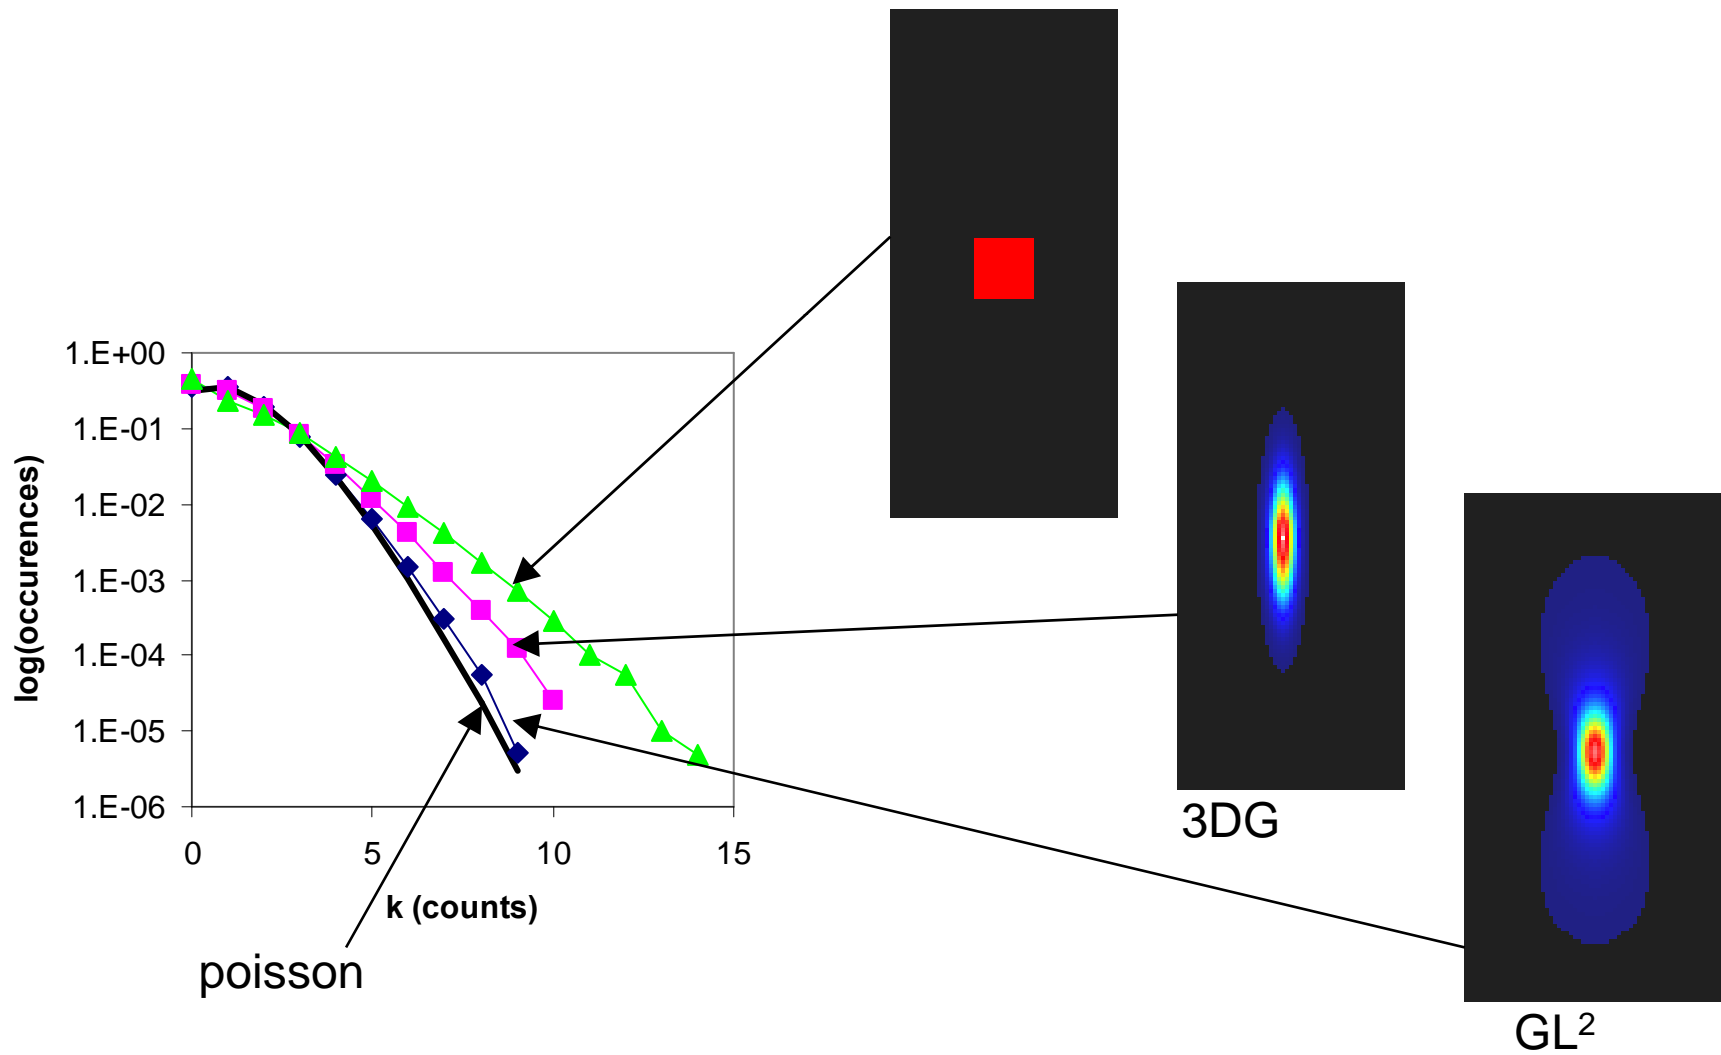 1.E+00
1.E-01
1.E-02
1.E-03
1.E-04
1.E-05
1.E-06
log(occurences)
0 5 10 15
k (counts)
poisson
3DG
GL²